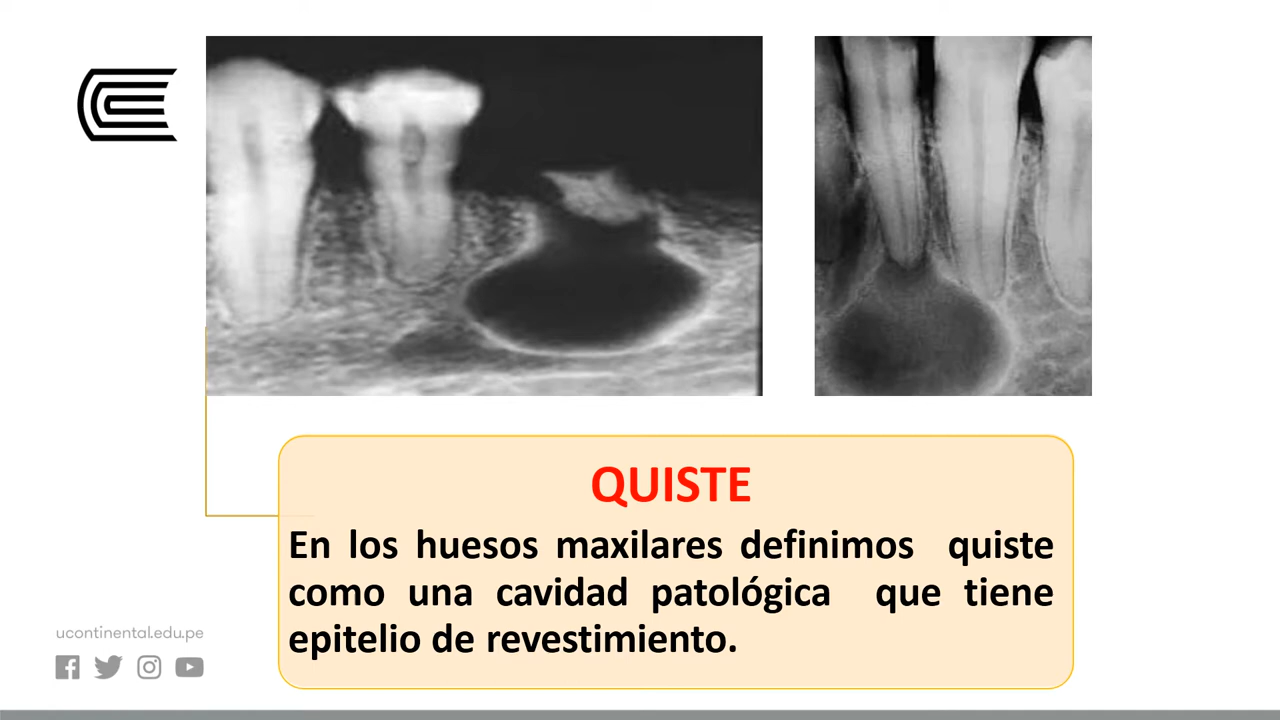 QUISTE
En los huesos maxilares definimos quiste
como una cavidad patológica que tiene
epitelio de revestimiento.
ucontinental.edu.pe